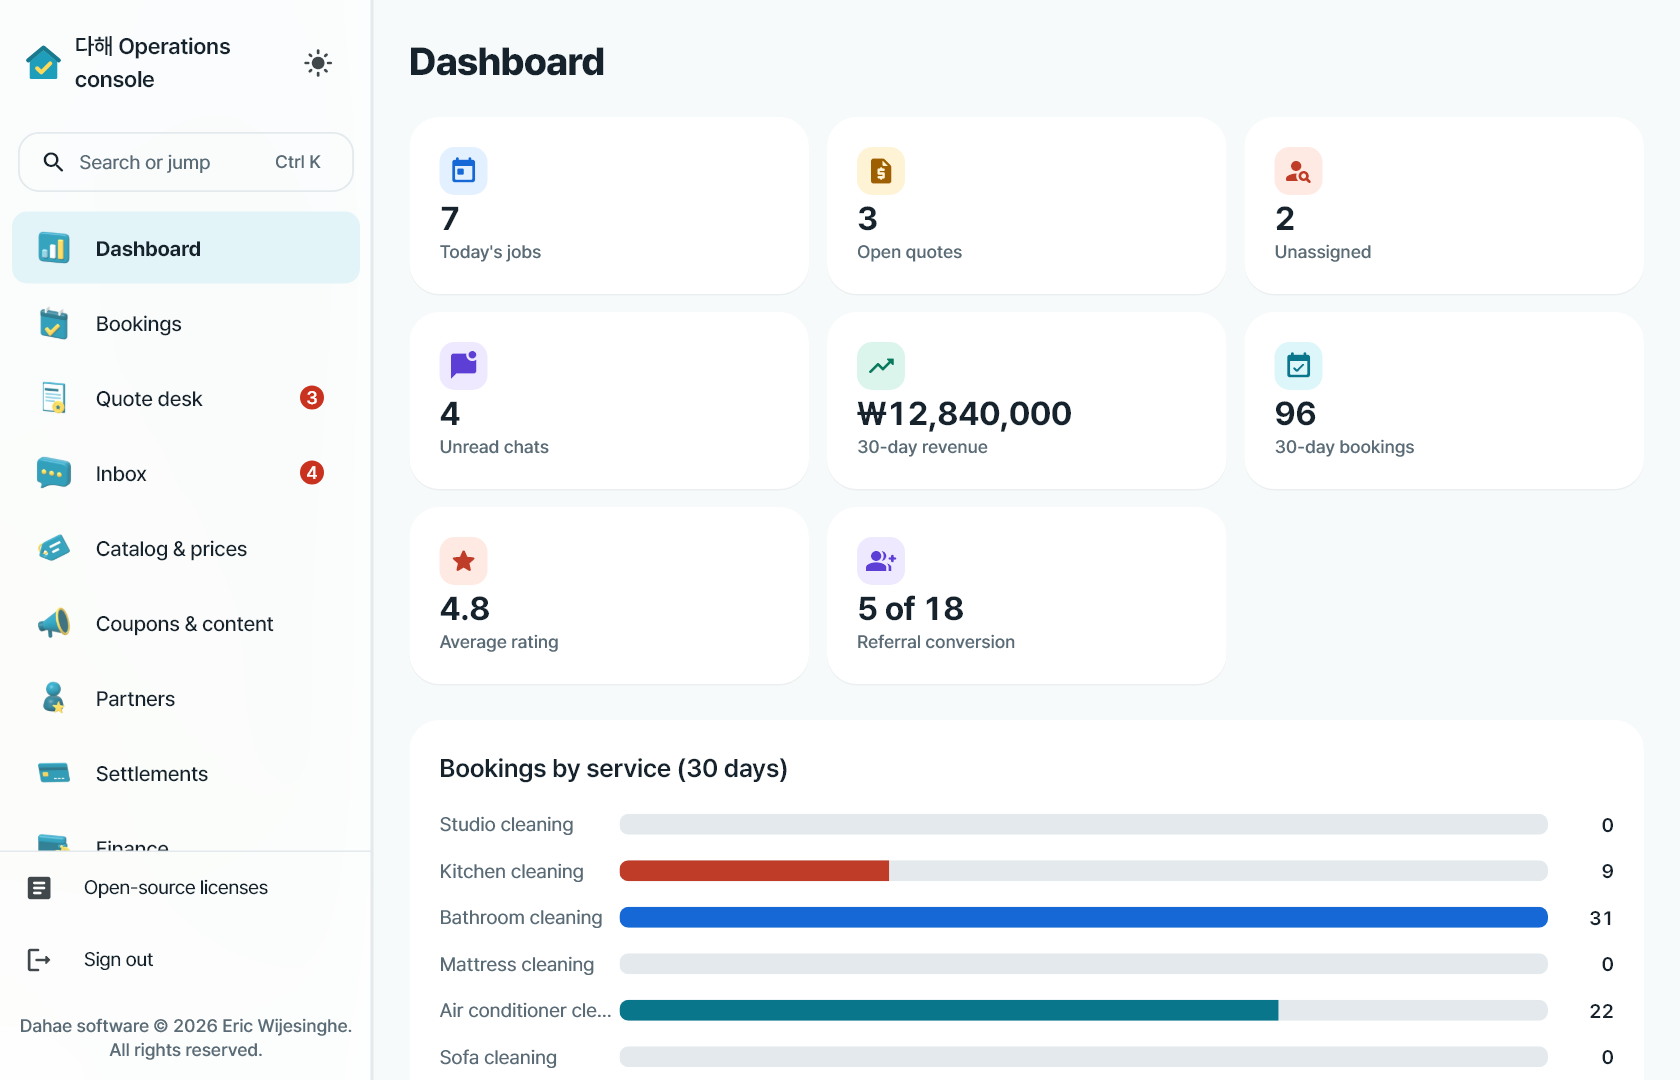 다해 Operations
console
Search or jump Ctrl K
Dashboard
Bookings
Quote desk 3
Inbox 4
Catalog & prices
Coupons & content
Partners
Settlements
Finance
Open-source licenses
Sign out
Dahae software © 2026 Eric Wijesinghe.
All rights reserved.
Dashboard
7
Today's jobs
3
Open quotes
2
Unassigned
4
Unread chats
₩12,840,000
30-day revenue
96
30-day bookings
4.8
Average rating
5 of 18
Referral conversion
Bookings by service (30 days)
Studio cleaning 0
Kitchen cleaning 9
Bathroom cleaning 31
Mattress cleaning 0
Air conditioner cle... 22
Sofa cleaning 0